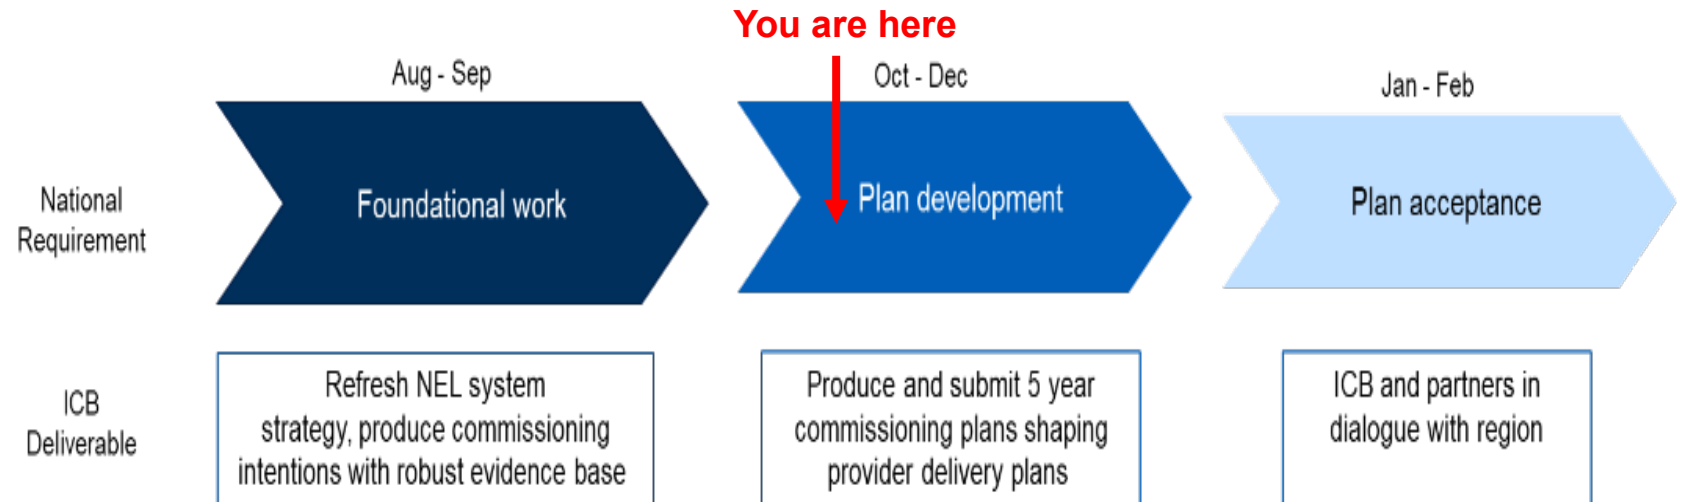 You are here
Aug - Sep
Oct - Dec
Jan - Feb
National
Requirement
Foundational work
Plan development
Plan acceptance
ICB
Deliverable
Refresh NEL system
strategy, produce commissioning
intentions with robust evidence base
Produce and submit 5 year
commissioning plans shaping
provider delivery plans
ICB and partners in
dialogue with region